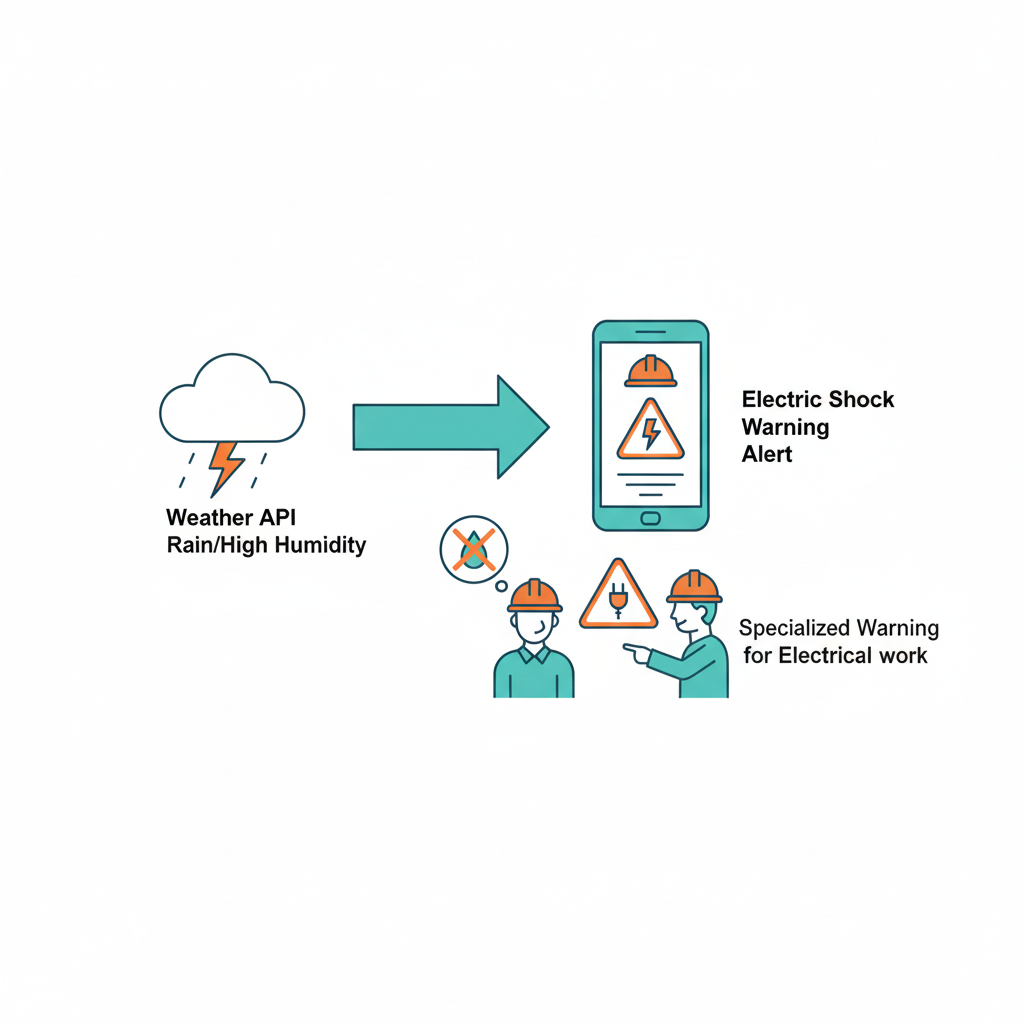 Weather API
Rain/High Humidity
Electric Shock
Warning
Alert
Specialized Warning
for Electrical work